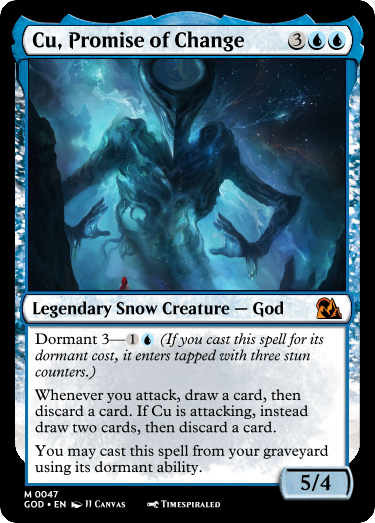 Cu, Promise of Change 3
Legendary Snow Creature — God
Dormant 3—1 (If you cast this spell for its
dormant cost, it enters tapped with three stun
counters.)
Whenever you attack, draw a card, then
discard a card. If Cu is attacking, instead
draw two cards, then discard a card.
You may cast this spell from your graveyard
using its dormant ability.
5/4
M 0047
GOD • EN JJ Canvas Timespiraled